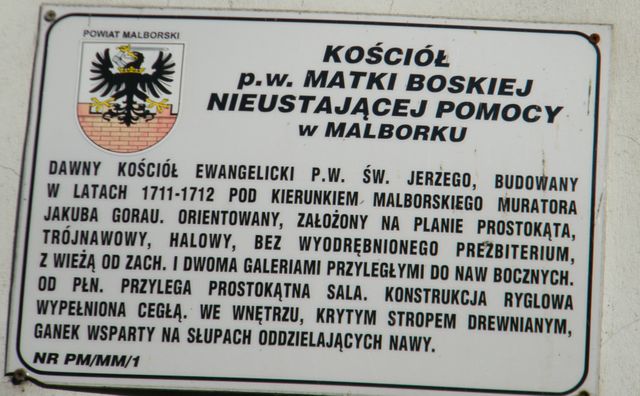 POWIAT MALBORSKI
KOŚCIÓŁ
p.w. MATKI BOSKIEJ
NIEUSTAJĄCEJ POMOCY
w MALBORKU
DAWNY KOŚCIÓŁ EWANGELICKI P.W. ŚW. JERZEGO, BUDOWANY
W LATACH 1711-1712 POD KIERUNKIEM MALBORSKIEGO MURATORA
JAKUBA GORAU. ORIENTOWANY, ZAŁOŻONY NA PLANIE PROSTOKĄTA,
TRÓJNAWOWY, HALOWY, BEZ WYODRĘBNIONEGO PREZBITERIUM,
Z WIEŻĄ OD ZACH. I DWOMA GALERIAMI PRZYLEGŁYMI DO NAW BOCZNYCH.
OD PŁN. PRZYLEGA PROSTOKĄTNA SALA. KONSTRUKCJA RYGLOWA
WYPEŁNIONA CEGŁĄ. WE WNĘTRZU, KRYTYM STROPEM DREWNIANYM,
GANEK WSPARTY NA SŁUPACH ODDZIELAJĄCYCH NAWY.
NR PM/MM/1